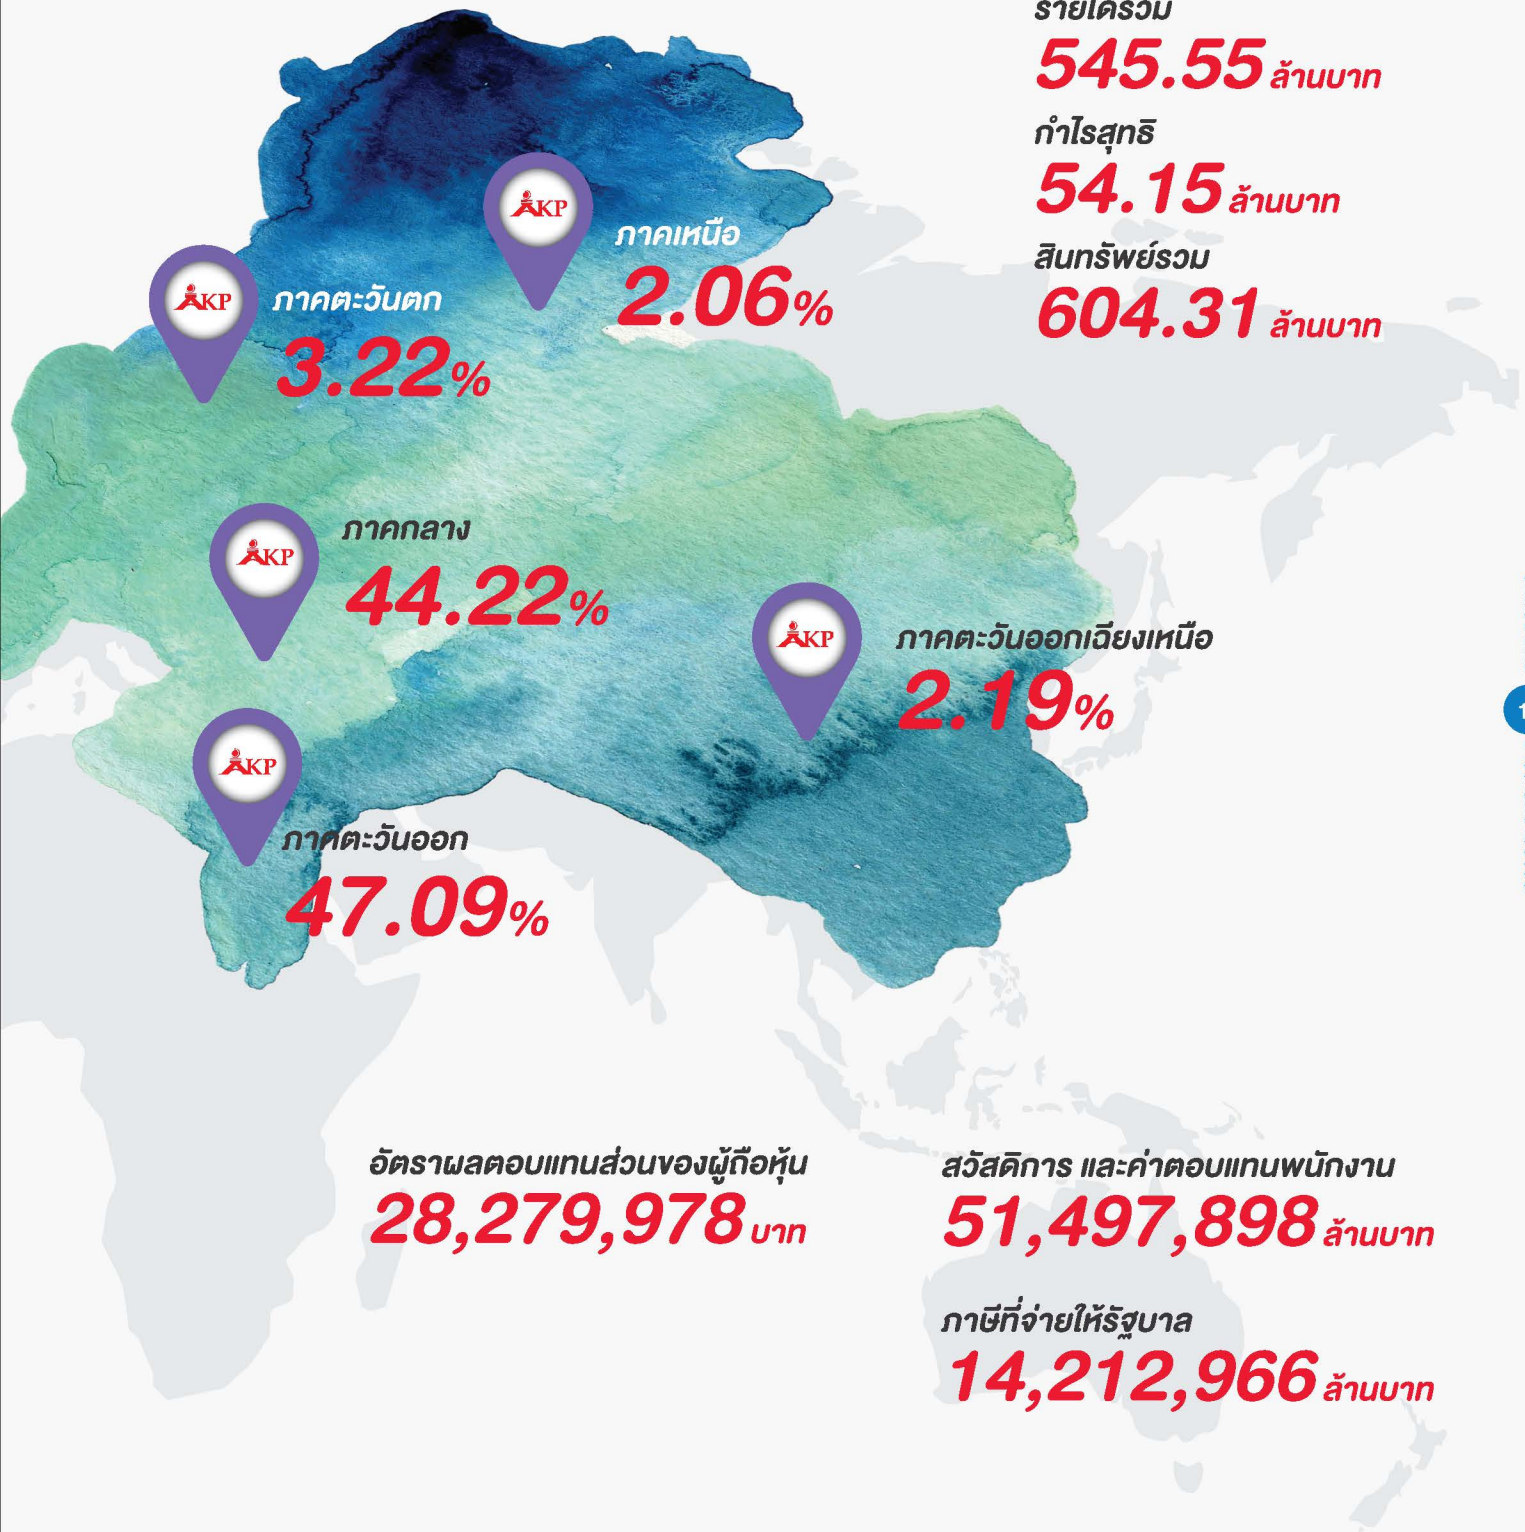 รายได้รวม
545.55 ล้านบาท
กำไรสุทธิ
54.15 ล้านบาท
สินทรัพย์รวม
604.31 ล้านบาท
AKP
ภาคเหนือ
2.06%
AKP
ภาคตะวันตก
3.22%
AKP
ภาคกลาง
44.22%
AKP
ภาคตะวันออกเฉียงเหนือ
2.19%
AKP
ภาคตะวันออก
47.09%
อัตราผลตอบแทนส่วนของผู้ถือหุ้น
28,279,978 บาท
สวัสดิการ และค่าตอบแทนพนักงาน
51,497,898 ล้านบาท
ภาษีที่จ่ายให้รัฐบาล
14,212,966 ล้านบาท